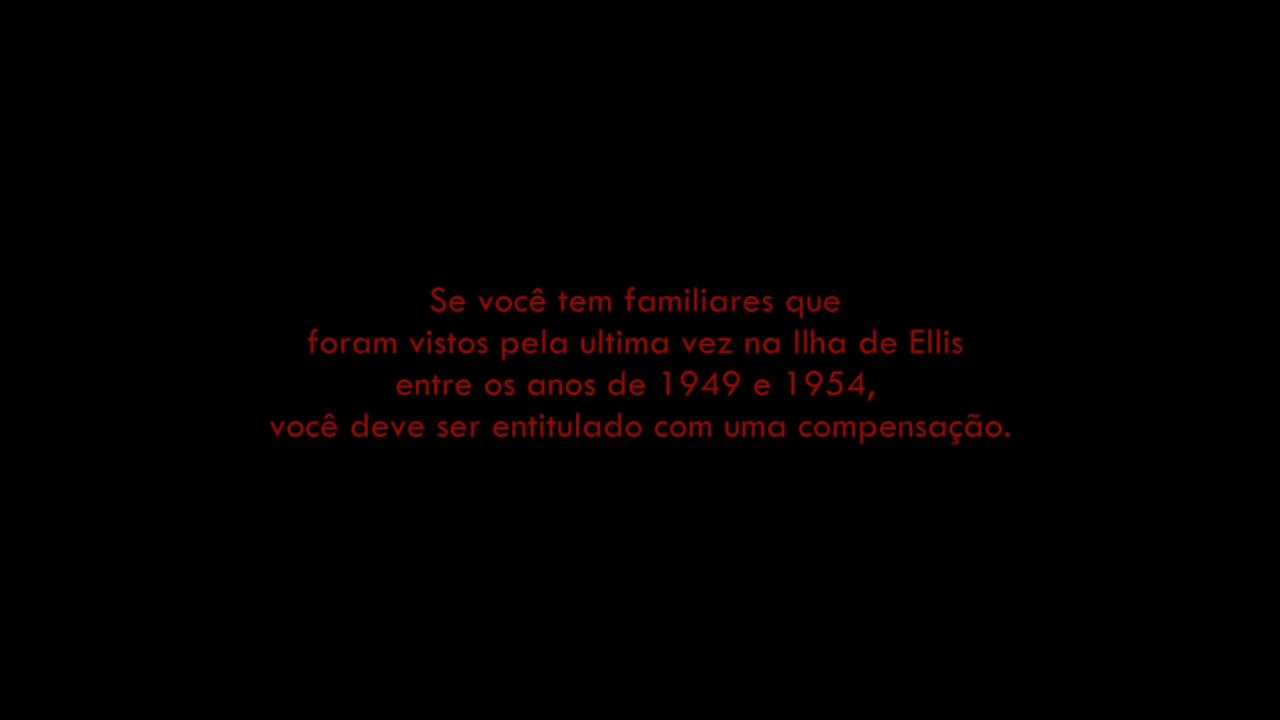 Se você tem familiares que
foram vistos pela ultima vez na Ilha de Ellis
entre os anos de 1949 e 1954,
você deve ser entitulado com uma compensação.